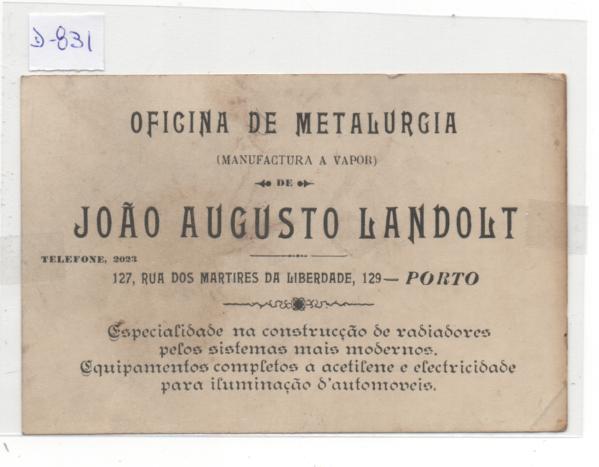 D-831
OFICINA DE METALURGIA
(MANUFACTURA A VAPOR)
DE
JOÃO AUGUSTO LANDOLT
TELEFONE, 2023
127, RUA DOS MARTIRES DA LIBERDADE, 129 — PORTO
Especialidade na construcção de radiadores
pelos sistemas mais modernos.
Equipamentos completos a acetilene e electricidade
para iluminação d'automoveis.